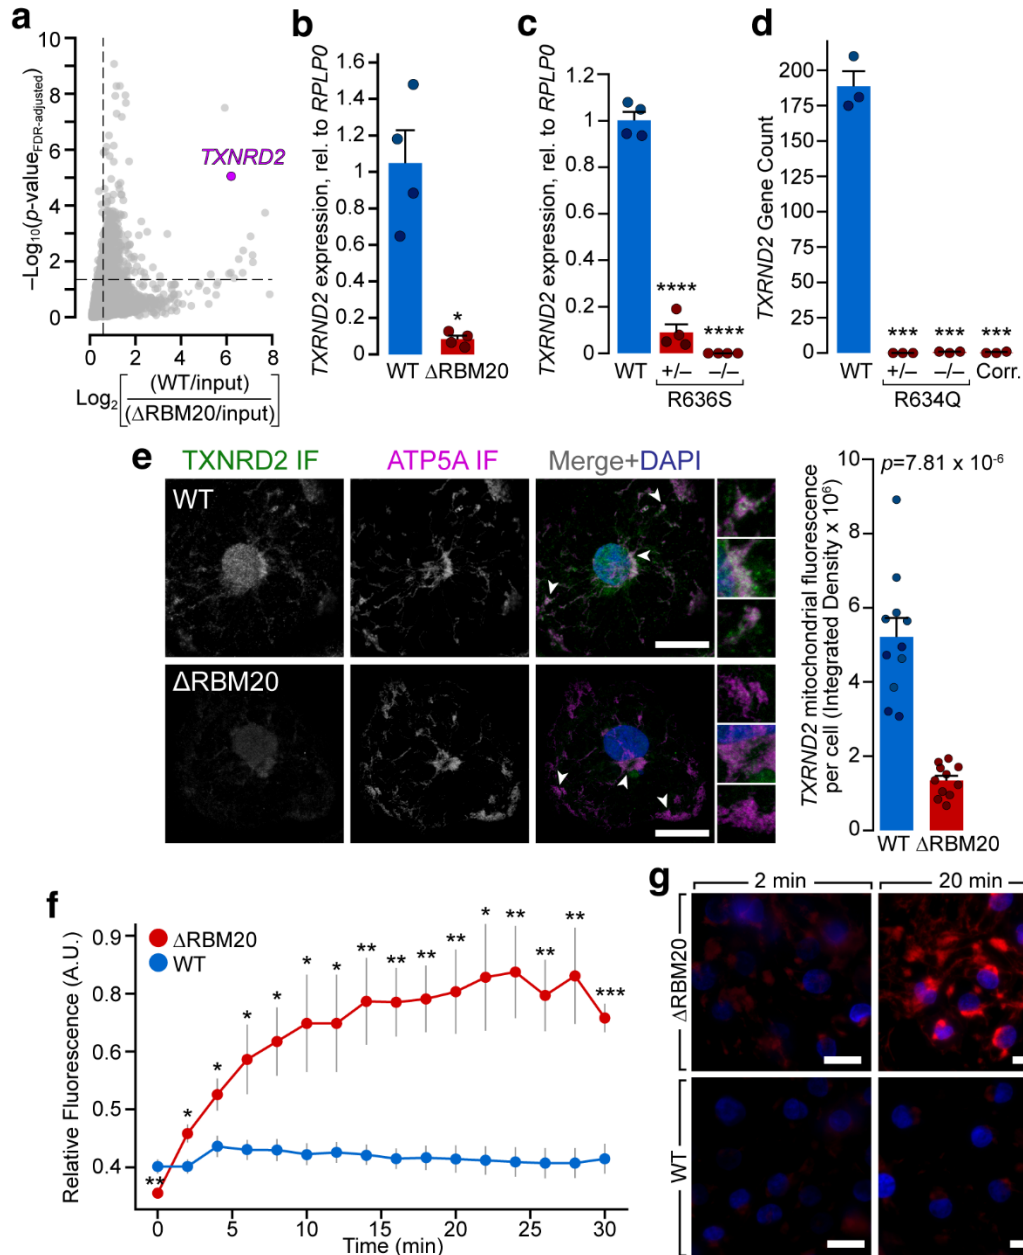 a
−Log₁₀(p-value FDR-adjusted)
10
8
6
4
2
0
TXNRD2
0 2 4 6 8
Log₂[(WT/input)
(ΔRBM20/input)]
b
TXRND2 expression, rel. to RPLP0
1.6
1.4
1.2
1.0
0.8
0.6
0.4
0.2
0
*
WT ΔRBM20
c
TXRND2 expression, rel. to RPLP0
1.2
1
0.8
0.6
0.4
0.2
0
****
****
WT +/− −/−
R636S
d
TXRND2 Gene Count
200
175
150
125
100
75
50
25
0
*** *** ***
WT +/− −/− Corr.
R634Q
e
TXNRD2 IF ATP5A IF Merge+DAPI
WT
ΔRBM20
TXRND2 mitochondrial fluorescence
per cell (Integrated Density x 10⁶)
p=7.81 x 10⁻⁶
10
8
6
4
2
0
WT ΔRBM20
f
Relative Fluorescence (A.U.)
0.9
0.8
0.6
0.5
0.4
ΔRBM20
WT
** * * * * * * ** ** ** ** * ** ** ** ***
0 5 10 15 20 25 30
Time (min)
g
2 min 20 min
ΔRBM20
WT